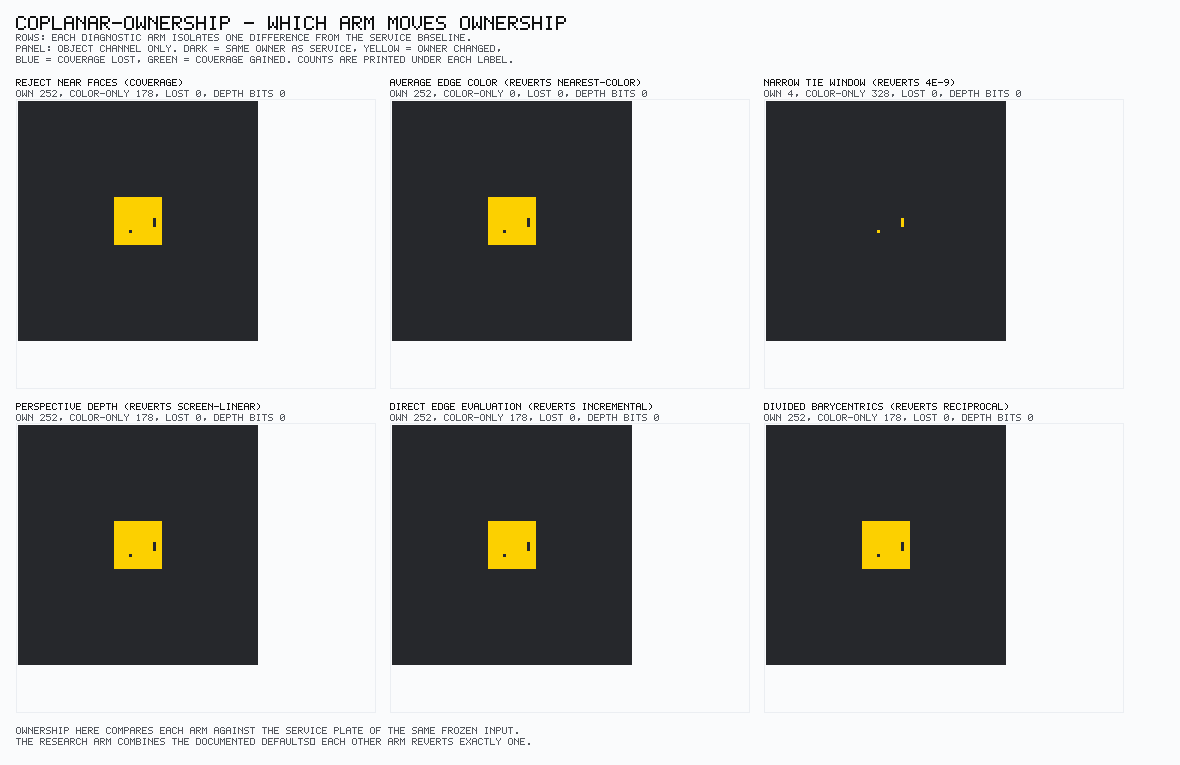 COPLANAR-OWNERSHIP - WHICH ARM MOVES OWNERSHIP
ROWS: EACH DIAGNOSTIC ARM ISOLATES ONE DIFFERENCE FROM THE SERVICE BASELINE.
PANEL: OBJECT CHANNEL ONLY. DARK = SAME OWNER AS SERVICE, YELLOW = OWNER CHANGED,
BLUE = COVERAGE LOST, GREEN = COVERAGE GAINED. COUNTS ARE PRINTED UNDER EACH LABEL.
REJECT NEAR FACES (COVERAGE)
OWN 252, COLOR-ONLY 178, LOST 0, DEPTH BITS 0
AVERAGE EDGE COLOR (REVERTS NEAREST-COLOR)
OWN 252, COLOR-ONLY 0, LOST 0, DEPTH BITS 0
NARROW TIE WINDOW (REVERTS 4E-9)
OWN 4, COLOR-ONLY 328, LOST 0, DEPTH BITS 0
PERSPECTIVE DEPTH (REVERTS SCREEN-LINEAR)
OWN 252, COLOR-ONLY 178, LOST 0, DEPTH BITS 0
DIRECT EDGE EVALUATION (REVERTS INCREMENTAL)
OWN 252, COLOR-ONLY 178, LOST 0, DEPTH BITS 0
DIVIDED BARYCENTRICS (REVERTS RECIPROCAL)
OWN 252, COLOR-ONLY 178, LOST 0, DEPTH BITS 0
OWNERSHIP HERE COMPARES EACH ARM AGAINST THE SERVICE PLATE OF THE SAME FROZEN INPUT.
THE RESEARCH ARM COMBINES THE DOCUMENTED DEFAULTS▯ EACH OTHER ARM REVERTS EXACTLY ONE.